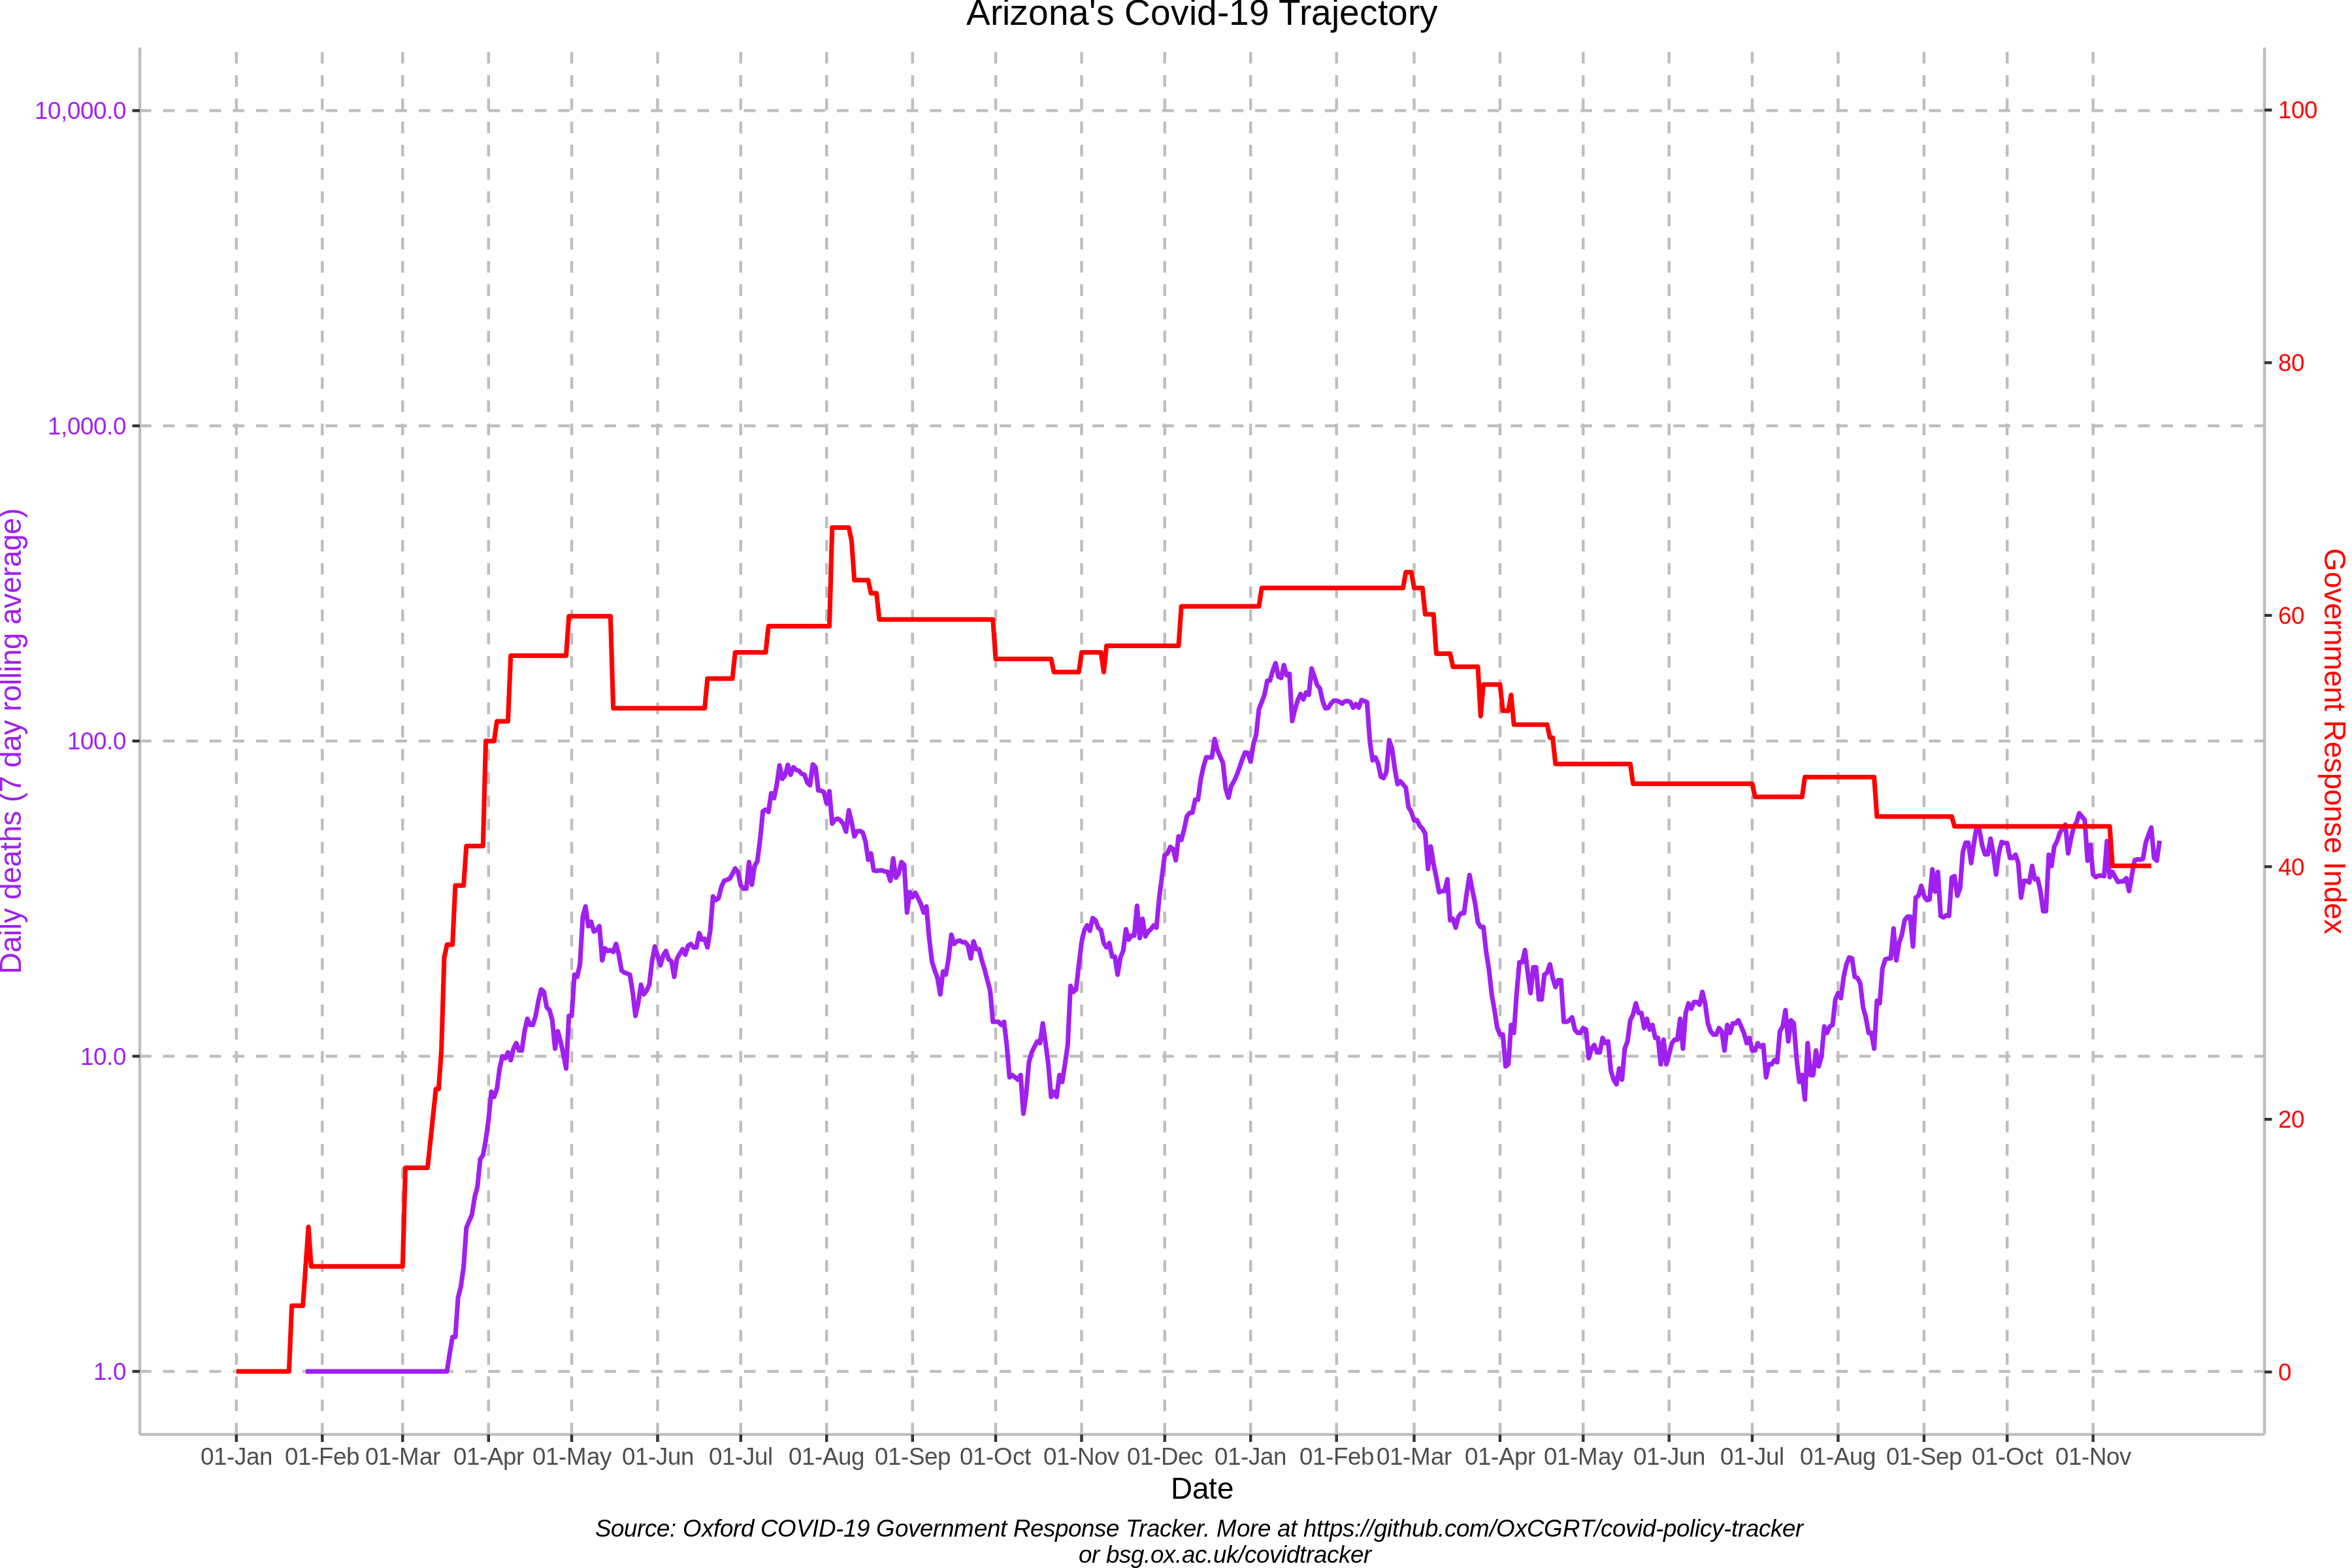 Arizona's Covid-19 Trajectory
10,000.0
1,000.0
100.0
10.0
1.0
Daily deaths (7 day rolling average)
100
80
60
40
20
0
Government Response Index
01-Jan 01-Feb 01-Mar 01-Apr 01-May 01-Jun 01-Jul 01-Aug 01-Sep 01-Oct 01-Nov 01-Dec 01-Jan 01-Feb 01-Mar 01-Apr 01-May 01-Jun 01-Jul 01-Aug 01-Sep 01-Oct 01-Nov
Date
Source: Oxford COVID-19 Government Response Tracker. More at https://github.com/OxCGRT/covid-policy-tracker
or bsg.ox.ac.uk/covidtracker